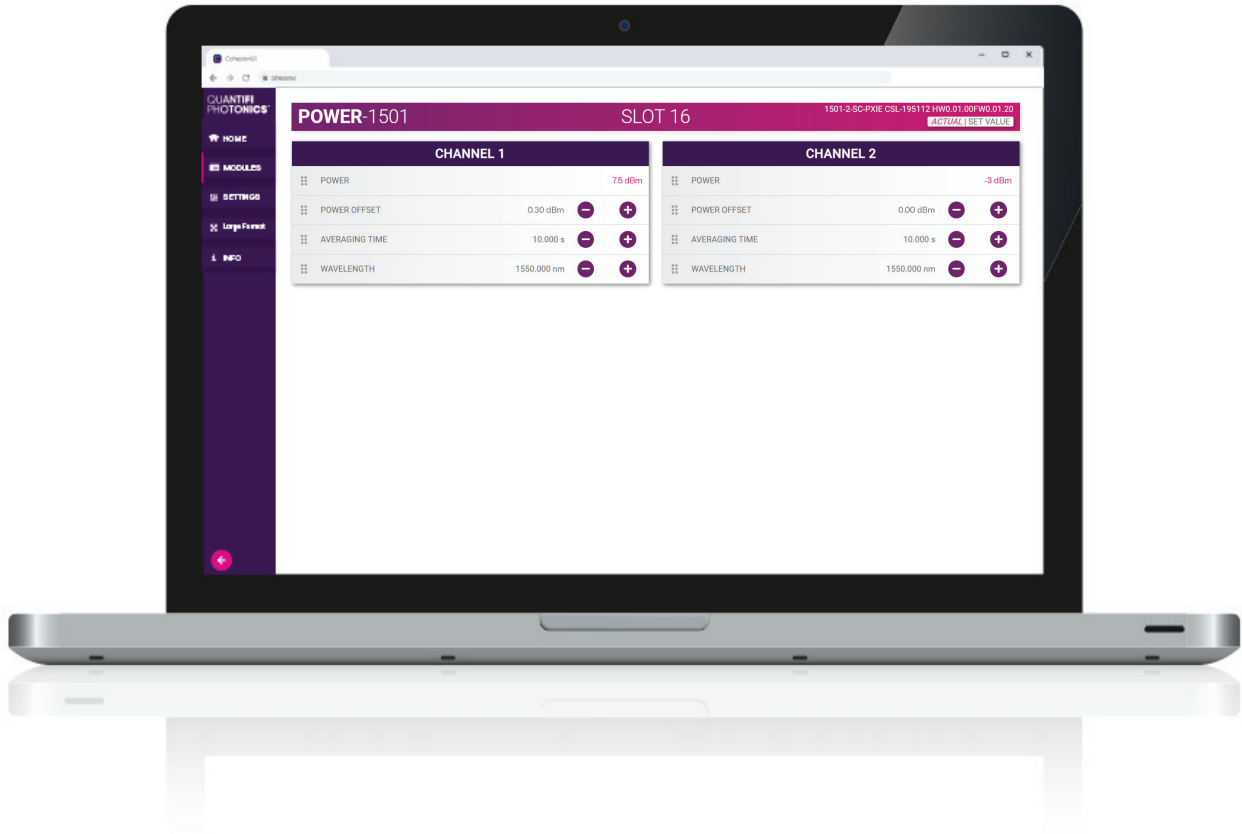 CohesionUI
cohesionui
QUANTIFI
PHOTONICS™
HOME
MODULES
SETTINGS
Large Format
INFO
POWER-1501
SLOT 16
1501-2-SC-PXIE CSL-195112 HW0.01.00FW0.01.20
ACTUAL | SET VALUE
CHANNEL 1
POWER 7.5 dBm
POWER OFFSET 0.30 dBm
AVERAGING TIME 10.000 s
WAVELENGTH 1550.000 nm
CHANNEL 2
POWER -3 dBm
POWER OFFSET 0.00 dBm
AVERAGING TIME 10.000 s
WAVELENGTH 1550.000 nm